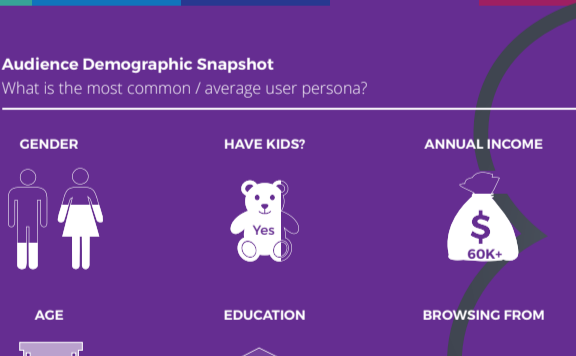 Audience Demographic Snapshot
What is the most common / average user persona?
GENDER
HAVE KIDS?
ANNUAL INCOME
Yes
$
60K+
AGE
EDUCATION
BROWSING FROM